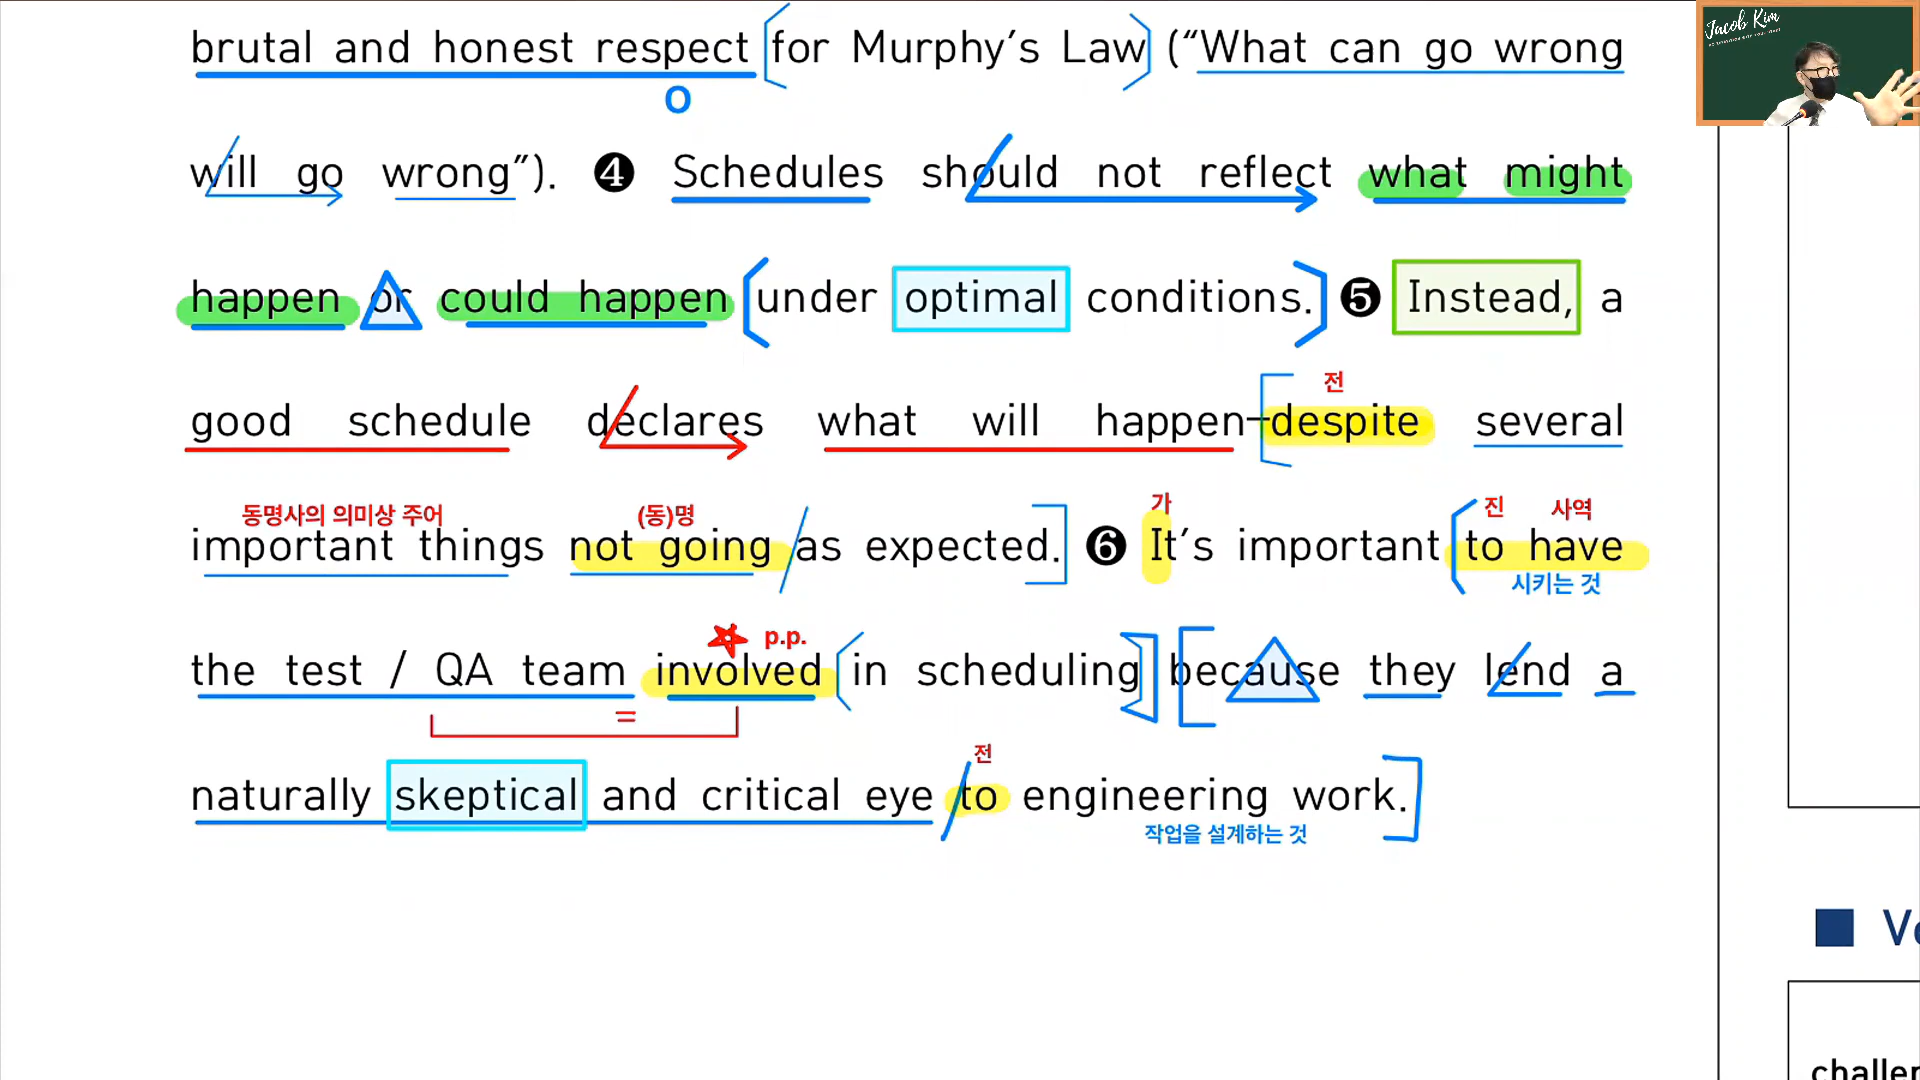 Jacob Kim
brutal and honest respect for Murphy's Law (“What can go wrong
O
will go wrong”). ❹ Schedules should not reflect what might
happen or could happen under optimal conditions. ❺ Instead, a
전
good schedule declares what will happen-despite several
동명사의 의미상 주어 (동)명 가 진 사역
important things not going as expected. ❻ It's important to have
시키는 것
p.p.
the test / QA team involved in scheduling because they lend a
=
전
naturally skeptical and critical eye to engineering work.
작업을 설계하는 것